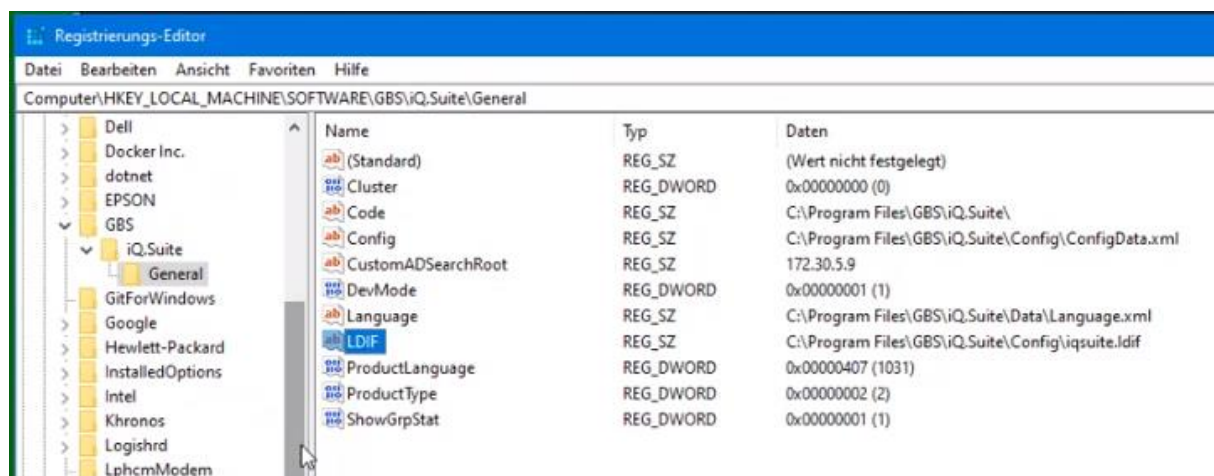 Registrierungs-Editor
Datei Bearbeiten Ansicht Favoriten Hilfe
Computer\HKEY_LOCAL_MACHINE\SOFTWARE\GBS\iQ.Suite\General
Dell
Docker Inc.
dotnet
EPSON
GBS
iQ.Suite
General
GitForWindows
Google
Hewlett-Packard
InstalledOptions
Intel
Khronos
Logishrd
LphcmModem
Name Typ Daten
(Standard) REG_SZ (Wert nicht festgelegt)
Cluster REG_DWORD 0x00000000 (0)
Code REG_SZ C:\Program Files\GBS\iQ.Suite\
Config REG_SZ C:\Program Files\GBS\iQ.Suite\Config\ConfigData.xml
CustomADSearchRoot REG_SZ 172.30.5.9
DevMode REG_DWORD 0x00000001 (1)
Language REG_SZ C:\Program Files\GBS\iQ.Suite\Data\Language.xml
LDIF REG_SZ C:\Program Files\GBS\iQ.Suite\Config\iqsuite.ldif
ProductLanguage REG_DWORD 0x00000407 (1031)
ProductType REG_DWORD 0x00000002 (2)
ShowGrpStat REG_DWORD 0x00000001 (1)